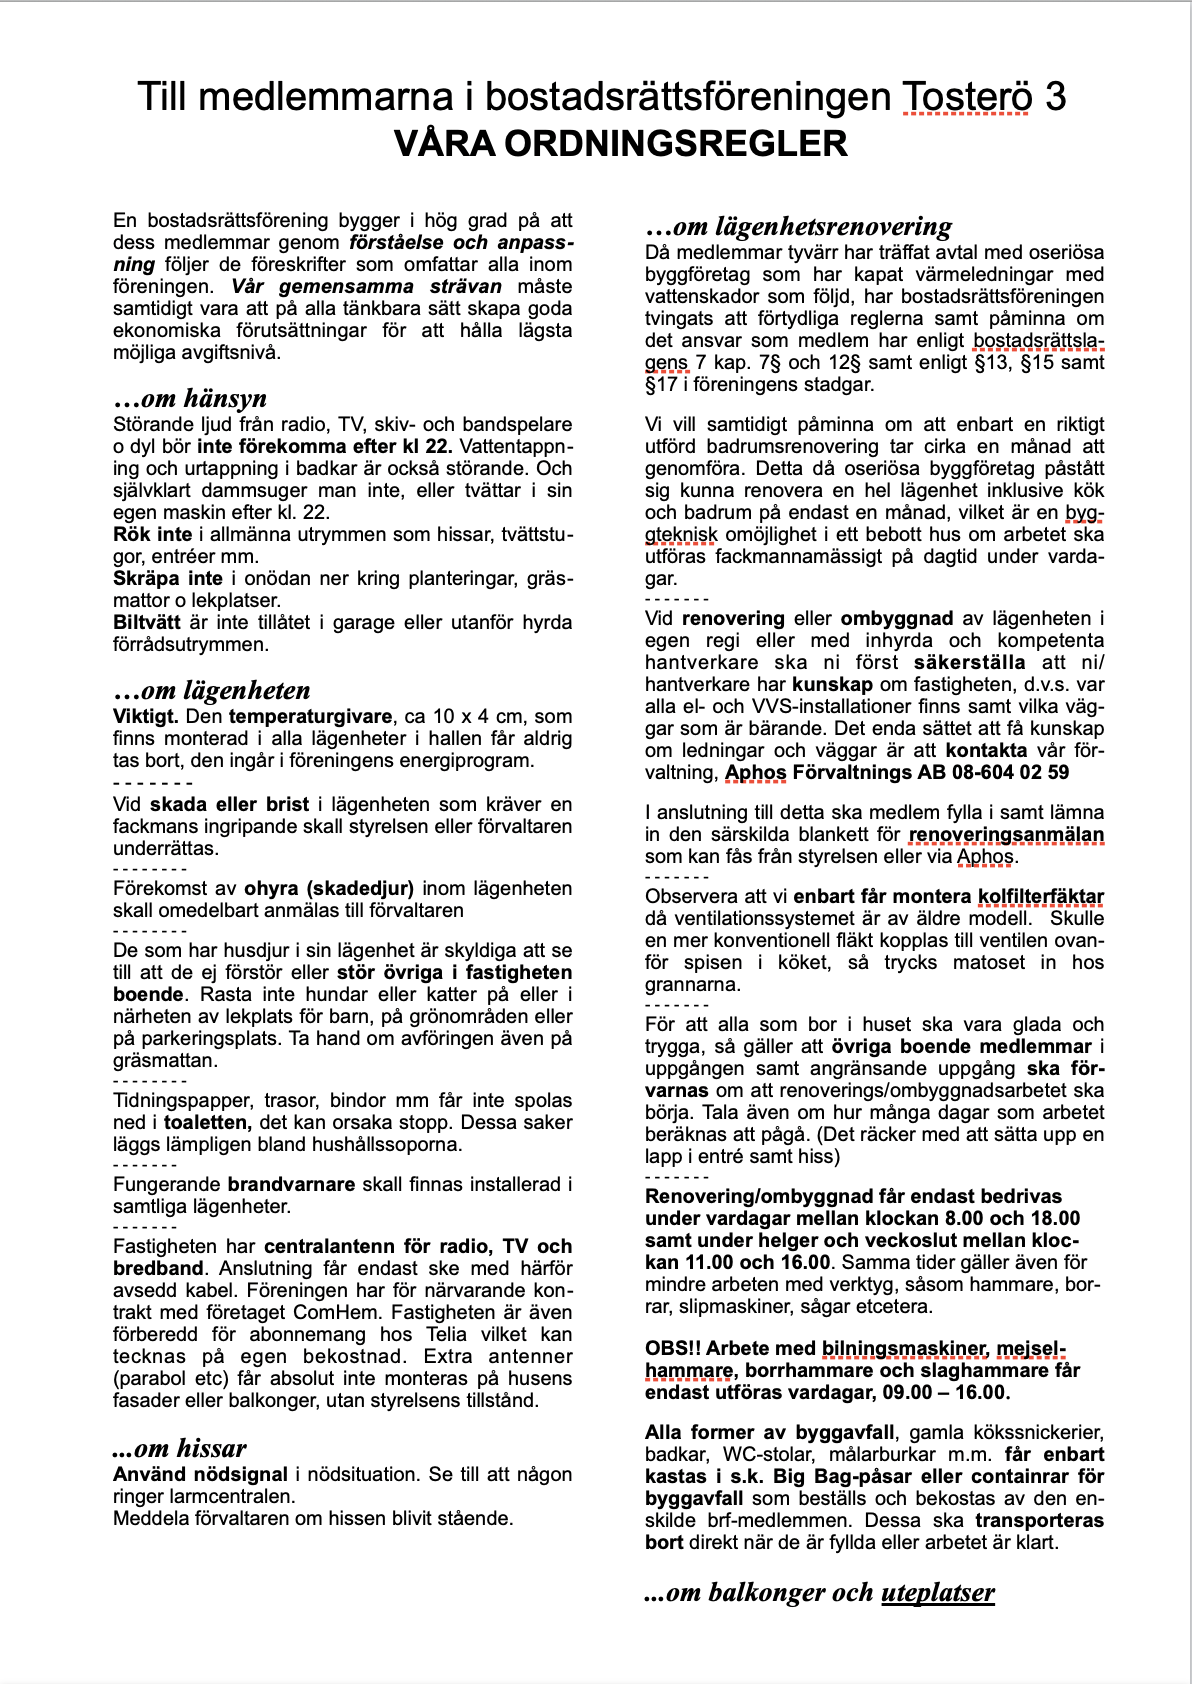 Till medlemmarna i bostadsrättsföreningen Tosterö 3
VÅRA ORDNINGSREGLER
En bostadsrättsförening bygger i hög grad på att
dess medlemmar genom förståelse och anpass-
ning följer de föreskrifter som omfattar alla inom
föreningen. Vår gemensamma strävan måste
samtidigt vara att på alla tänkbara sätt skapa goda
ekonomiska förutsättningar för att hålla lägsta
möjliga avgiftsnivå.
…om hänsyn
Störande ljud från radio, TV, skiv- och bandspelare
o dyl bör inte förekomma efter kl 22. Vattentappn-
ing och urtappning i badkar är också störande. Och
självklart dammsuger man inte, eller tvättar i sin
egen maskin efter kl. 22.
Rök inte i allmänna utrymmen som hissar, tvättstu-
gor, entréer mm.
Skräpa inte i onödan ner kring planteringar, gräs-
mattor o lekplatser.
Biltvätt är inte tillåtet i garage eller utanför hyrda
förrådsutrymmen.
…om lägenheten
Viktigt. Den temperaturgivare, ca 10 x 4 cm, som
finns monterad i alla lägenheter i hallen får aldrig
tas bort, den ingår i föreningens energiprogram.
- - - - - - -
Vid skada eller brist i lägenheten som kräver en
fackmans ingripande skall styrelsen eller förvaltaren
underrättas.
- - - - - - - -
Förekomst av ohyra (skadedjur) inom lägenheten
skall omedelbart anmälas till förvaltaren
- - - - - - - -
De som har husdjur i sin lägenhet är skyldiga att se
till att de ej förstör eller stör övriga i fastigheten
boende. Rasta inte hundar eller katter på eller i
närheten av lekplats för barn, på grönområden eller
på parkeringsplats. Ta hand om avföringen även på
gräsmattan.
- - - - - - - -
Tidningspapper, trasor, bindor mm får inte spolas
ned i toaletten, det kan orsaka stopp. Dessa saker
läggs lämpligen bland hushållssoporna.
- - - - - - -
Fungerande brandvarnare skall finnas installerad i
samtliga lägenheter.
- - - - - - -
Fastigheten har centralantenn för radio, TV och
bredband. Anslutning får endast ske med härför
avsedd kabel. Föreningen har för närvarande kon-
trakt med företaget ComHem. Fastigheten är även
förberedd för abonnemang hos Telia vilket kan
tecknas på egen bekostnad. Extra antenner
(parabol etc) får absolut inte monteras på husens
fasader eller balkonger, utan styrelsens tillstånd.
...om hissar
Använd nödsignal i nödsituation. Se till att någon
ringer larmcentralen.
Meddela förvaltaren om hissen blivit stående.
…om lägenhetsrenovering
Då medlemmar tyvärr har träffat avtal med oseriösa
byggföretag som har kapat värmeledningar med
vattenskador som följd, har bostadsrättsföreningen
tvingats att förtydliga reglerna samt påminna om
det ansvar som medlem har enligt bostadsrättsla-
gens 7 kap. 7§ och 12§ samt enligt §13, §15 samt
§17 i föreningens stadgar.
Vi vill samtidigt påminna om att enbart en riktigt
utförd badrumsrenovering tar cirka en månad att
genomföra. Detta då oseriösa byggföretag påstått
sig kunna renovera en hel lägenhet inklusive kök
och badrum på endast en månad, vilket är en byg-
gteknisk omöjlighet i ett bebott hus om arbetet ska
utföras fackmannamässigt på dagtid under varda-
gar.
- - - - - - -
Vid renovering eller ombyggnad av lägenheten i
egen regi eller med inhyrda och kompetenta
hantverkare ska ni först säkerställa att ni/
hantverkare har kunskap om fastigheten, d.v.s. var
alla el- och VVS-installationer finns samt vilka väg-
gar som är bärande. Det enda sättet att få kunskap
om ledningar och väggar är att kontakta vår för-
valtning, Aphos Förvaltnings AB 08-604 02 59
I anslutning till detta ska medlem fylla i samt lämna
in den särskilda blankett för renoveringsanmälan
som kan fås från styrelsen eller via Aphos.
- - - - - - -
Observera att vi enbart får montera kolfilterfäktar
då ventilationssystemet är av äldre modell. Skulle
en mer konventionell fläkt kopplas till ventilen ovan-
för spisen i köket, så trycks matoset in hos
grannarna.
- - - - - - -
För att alla som bor i huset ska vara glada och
trygga, så gäller att övriga boende medlemmar i
uppgången samt angränsande uppgång ska för-
varnas om att renoverings/ombyggnadsarbetet ska
börja. Tala även om hur många dagar som arbetet
beräknas att pågå. (Det räcker med att sätta upp en
lapp i entré samt hiss)
- - - - - - -
Renovering/ombyggnad får endast bedrivas
under vardagar mellan klockan 8.00 och 18.00
samt under helger och veckoslut mellan kloc-
kan 11.00 och 16.00. Samma tider gäller även för
mindre arbeten med verktyg, såsom hammare, bor-
rar, slipmaskiner, sågar etcetera.
OBS!! Arbete med bilningsmaskiner, mejsel-
hammare, borrhammare och slaghammare får
endast utföras vardagar, 09.00 – 16.00.
Alla former av byggavfall, gamla kökssnickerier,
badkar, WC-stolar, målarburkar m.m. får enbart
kastas i s.k. Big Bag-påsar eller containrar för
byggavfall som beställs och bekostas av den en-
skilde brf-medlemmen. Dessa ska transporteras
bort direkt när de är fyllda eller arbetet är klart.
...om balkonger och uteplatser